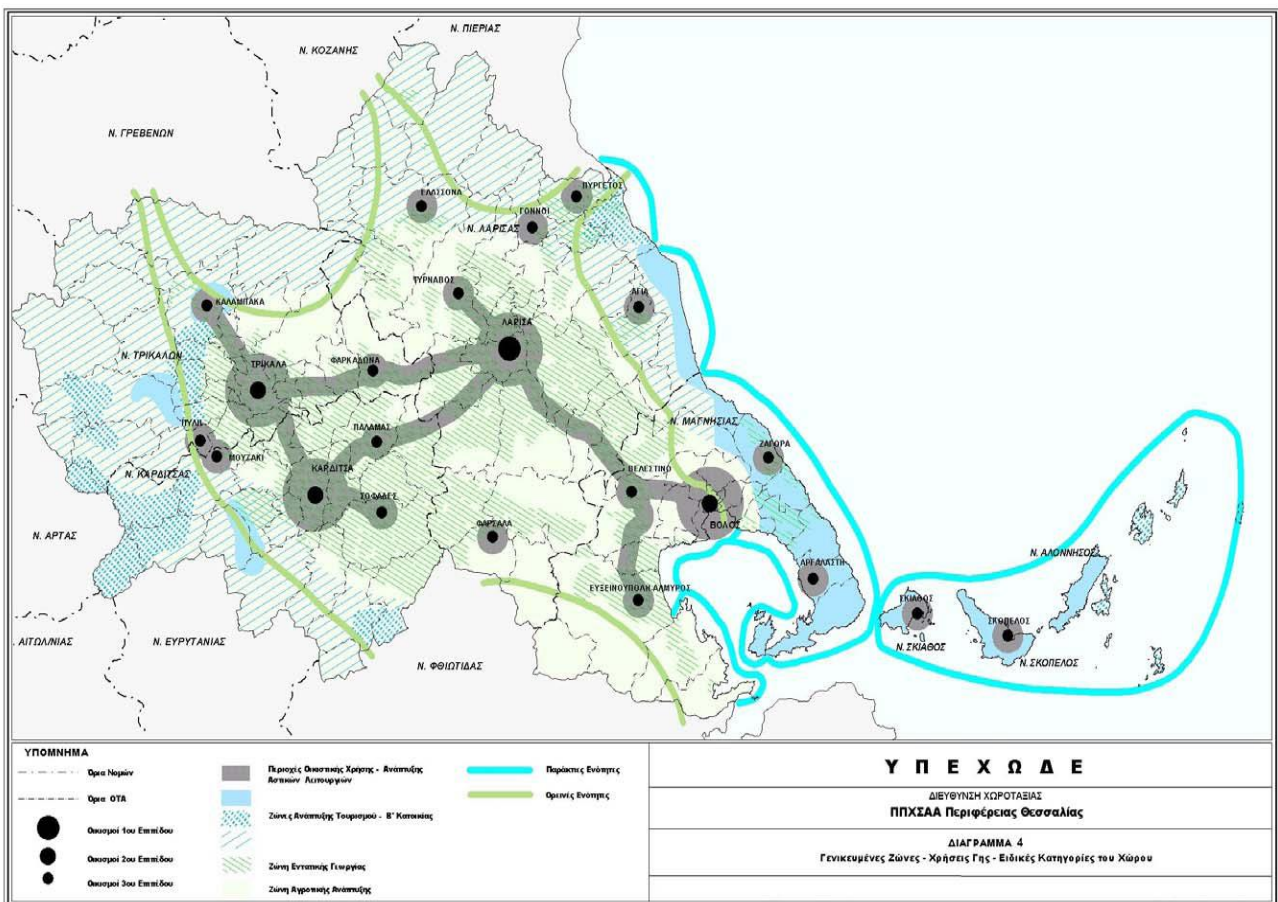 Ν. ΠΙΕΡΙΑΣ
Ν. ΚΟΖΑΝΗΣ
Ν. ΓΡΕΒΕΝΩΝ
ΕΛΑΣΣΟΝΑ
ΠΥΡΓΕΤΟΣ
ΓΟΝΝΟΙ
Ν. ΛΑΡΙΣΑΣ
ΤΥΡΝΑΒΟΣ
ΑΓΙΑ
ΚΑΛΑΜΠΑΚΑ
ΛΑΡΙΣΑ
Ν. ΤΡΙΚΑΛΩΝ
ΤΡΙΚΑΛΑ
ΦΑΡΚΑΔΩΝΑ
Ν. ΜΑΓΝΗΣΙΑΣ
ΠΥΛΗ
ΠΑΛΑΜΑΣ
ΖΑΓΟΡΑ
ΜΟΥΖΑΚΙ
Ν. ΚΑΡΔΙΤΣΑΣ
ΚΑΡΔΙΤΣΑ
ΒΕΛΕΣΤΙΝΟ
ΣΟΦΑΔΕΣ
ΒΟΛΟΣ
Ν. ΑΡΤΑΣ
ΦΑΡΣΑΛΑ
Ν. ΑΛΟΝΝΗΣΟΣ
ΑΡΓΑΛΑΣΤΗ
ΕΥΞΕΙΝΟΥΠΟΛΗ ΑΛΜΥΡΟΣ
ΣΚΙΑΘΟΣ
ΣΚΟΠΕΛΟΣ
. ΑΙΤΩΛ/ΝΙΑΣ
Ν. ΕΥΡΥΤΑΝΙΑΣ
Ν. ΣΚΙΑΘΟΣ
Ν. ΣΚΟΠΕΛΟΣ
Ν. ΦΘΙΩΤΙΔΑΣ
ΥΠΟΜΝΗΜΑ
Όρια Νομών
Όρια ΟΤΑ
Οικισμοί 1ου Επιπέδου
Οικισμοί 2ου Επιπέδου
Οικισμοί 3ου Επιπέδου
Περιοχές Οικιστικής Χρήσης - Ανάπτυξης
Αστικών Λειτουργιών
Ζώνες Ανάπτυξης Τουρισμού - Β' Κατοικίας
Ζώνη Εντατικής Γεωργίας
Ζώνη Αγροτικής Ανάπτυξης
Παράκτιες Ενότητες
Ορεινές Ενότητες
Υ Π Ε Χ Ω Δ Ε
ΔΙΕΥΘΥΝΣΗ ΧΩΡΟΤΑΞΙΑΣ
ΠΠΧΣΑΑ Περιφέρειας Θεσσαλίας
ΔΙΑΓΡΑΜΜΑ 4
Γενικευμένες Ζώνες - Χρήσεις Γης - Ειδικές Κατηγορίες του Χώρου